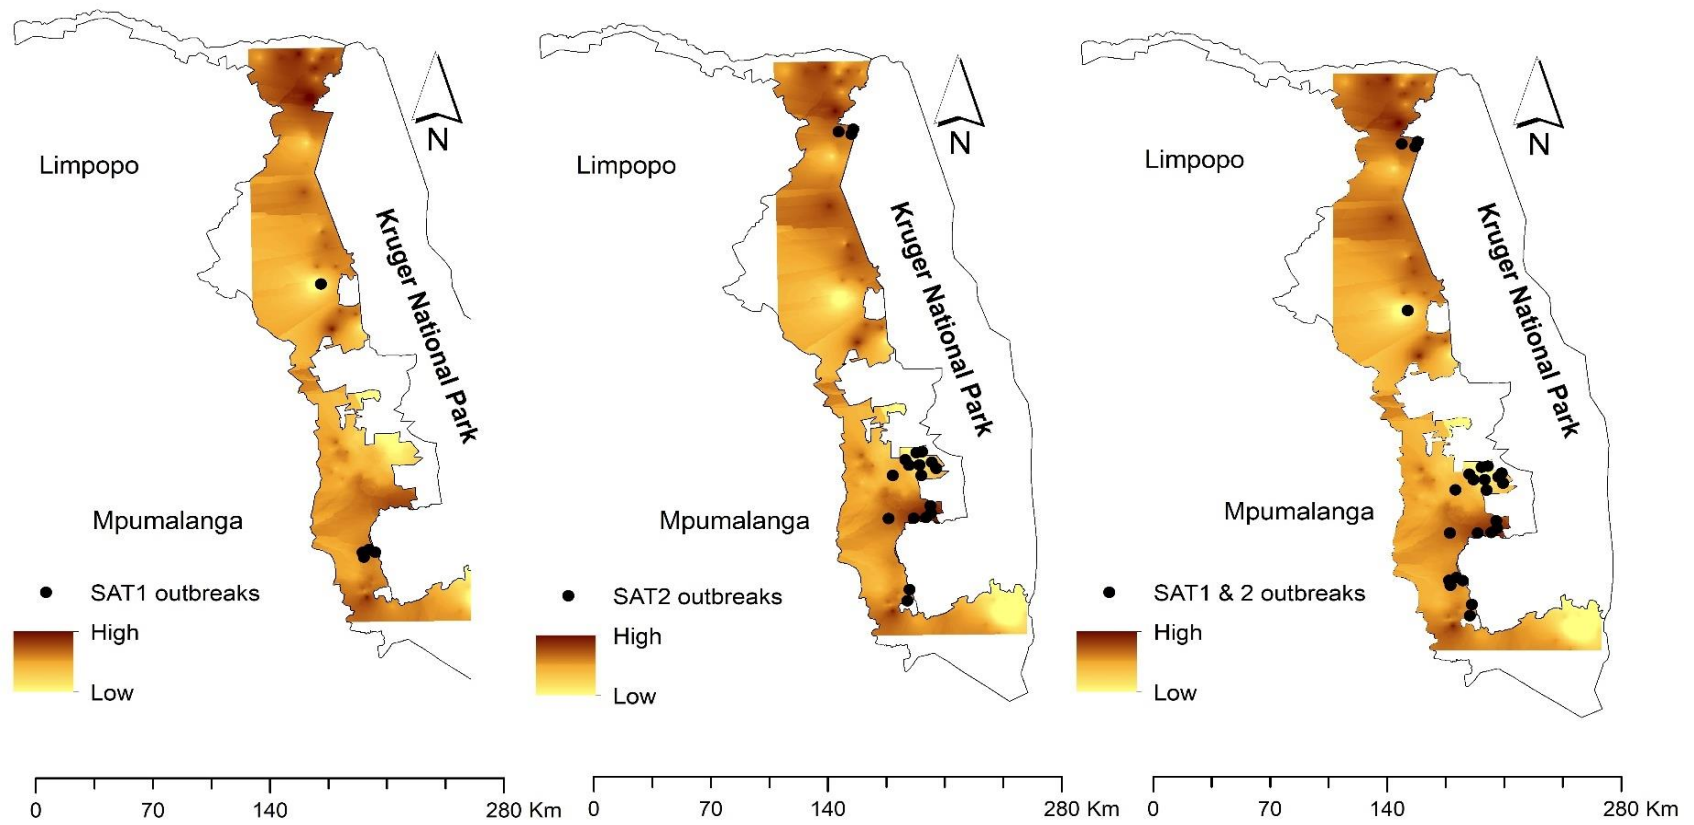 N
Limpopo
Kruger National Park
Mpumalanga
SAT1 outbreaks
High
Low
0 70 140 280 Km
N
Limpopo
Kruger National Park
Mpumalanga
SAT2 outbreaks
High
Low
0 70 140 280 Km
N
Limpopo
Kruger National Park
Mpumalanga
SAT1 & 2 outbreaks
High
Low
0 70 140 280 Km